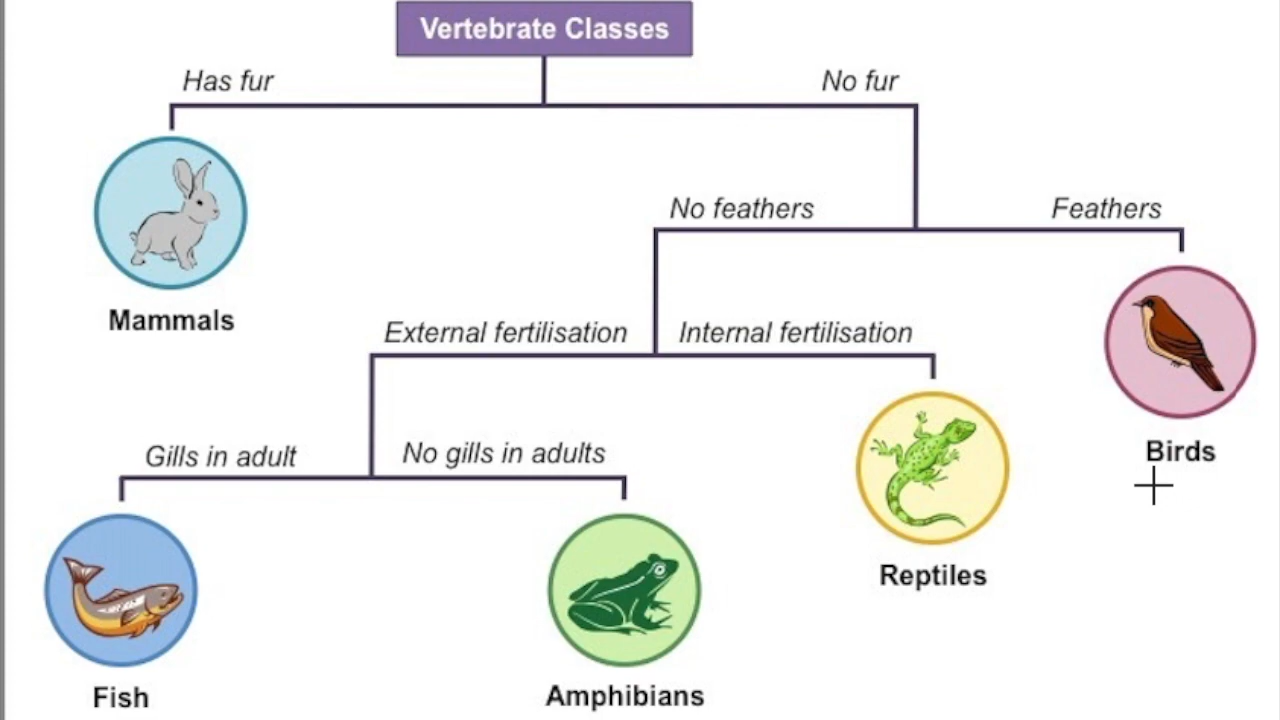 Vertebrate Classes
Has fur
No fur
No feathers
Feathers
Mammals
External fertilisation
Internal fertilisation
Birds
Gills in adult
No gills in adults
Reptiles
Fish
Amphibians